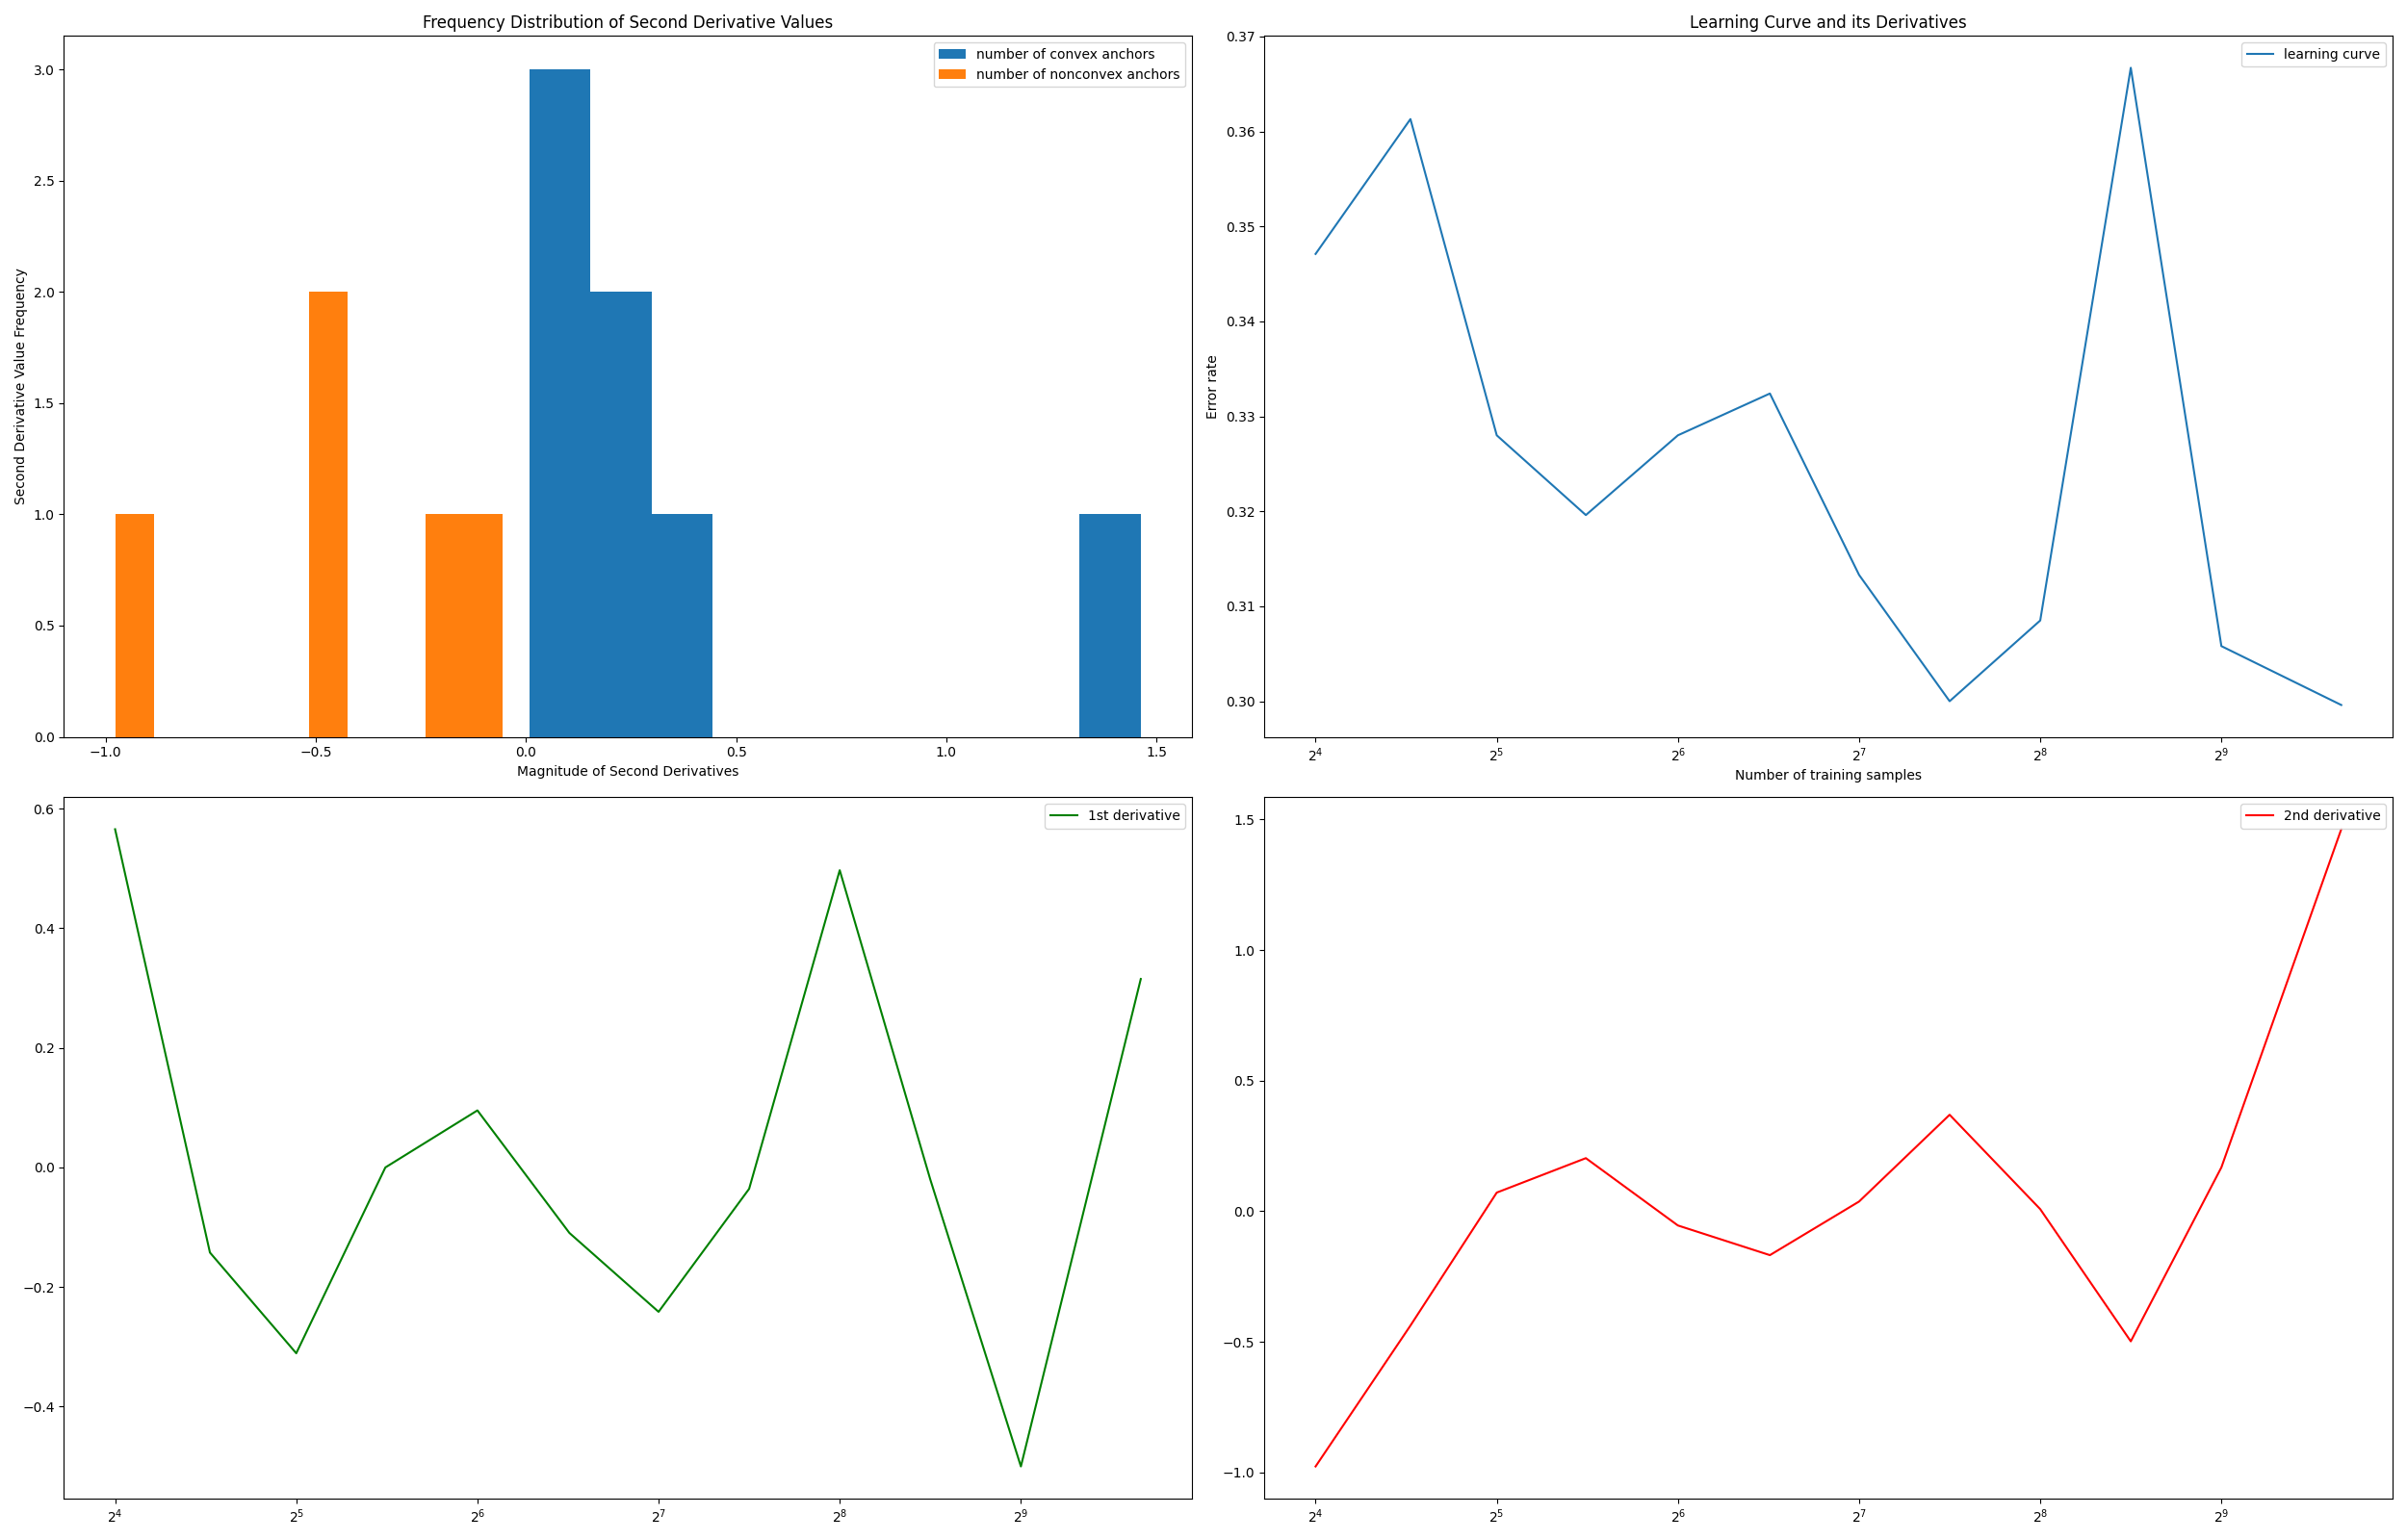 Frequency Distribution of Second Derivative Values
number of convex anchors
number of nonconvex anchors
Second Derivative Value Frequency
3.0
2.5
2.0
1.5
1.0
0.5
0.0
−1.0 −0.5 0.0 0.5 1.0 1.5
Magnitude of Second Derivatives
Learning Curve and its Derivatives
learning curve
Error rate
0.37
0.36
0.35
0.34
0.33
0.32
0.31
0.30
2⁴ 2⁵ 2⁶ 2⁷ 2⁸ 2⁹
Number of training samples
1st derivative
0.6
0.4
0.2
0.0
−0.2
−0.4
2⁴ 2⁵ 2⁶ 2⁷ 2⁸ 2⁹
2nd derivative
1.5
1.0
0.5
0.0
−0.5
−1.0
2⁴ 2⁵ 2⁶ 2⁷ 2⁸ 2⁹